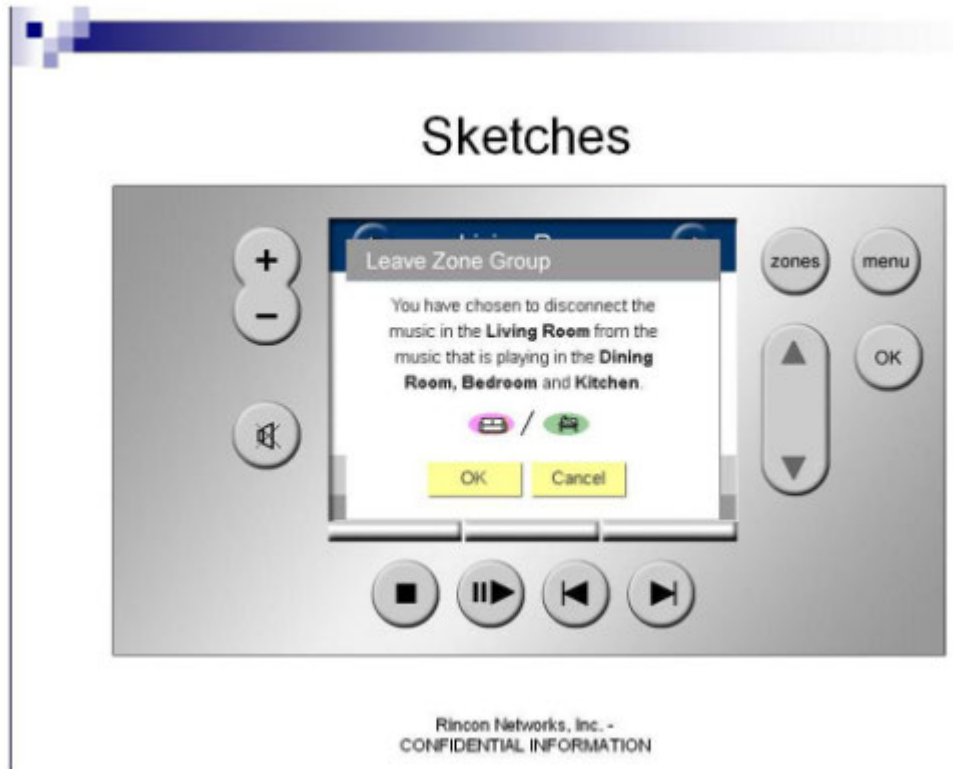 Sketches
+
zones
menu
Leave Zone Group
You have chosen to disconnect the
music in the Living Room from the
music that is playing in the Dining
Room, Bedroom and Kitchen.
-
OK
/
OK Cancel
Rincon Networks, Inc. -
CONFIDENTIAL INFORMATION